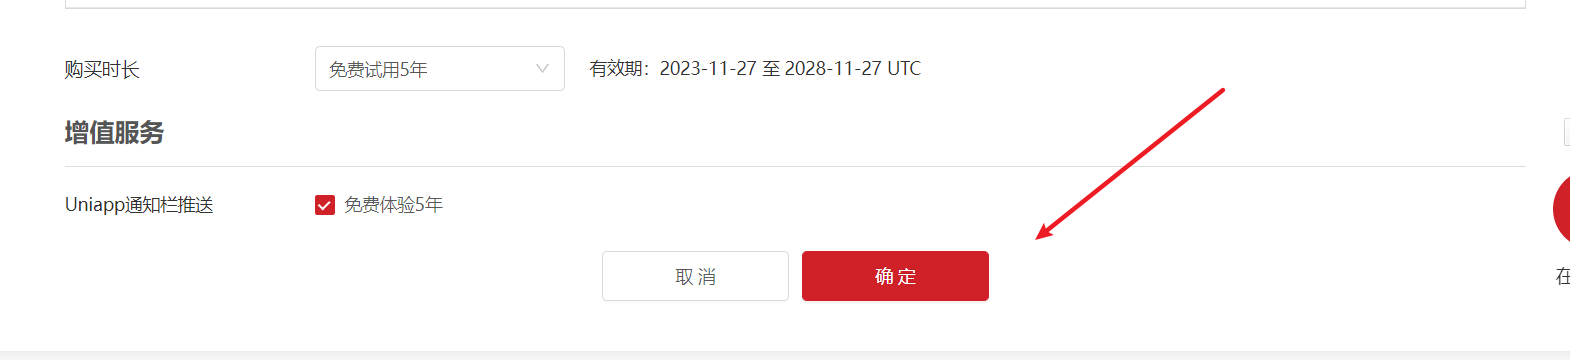 购买时长 免费试用5年 有效期：2023-11-27 至 2028-11-27 UTC
增值服务
Uniapp通知栏推送 免费体验5年
取 消 确 定
在